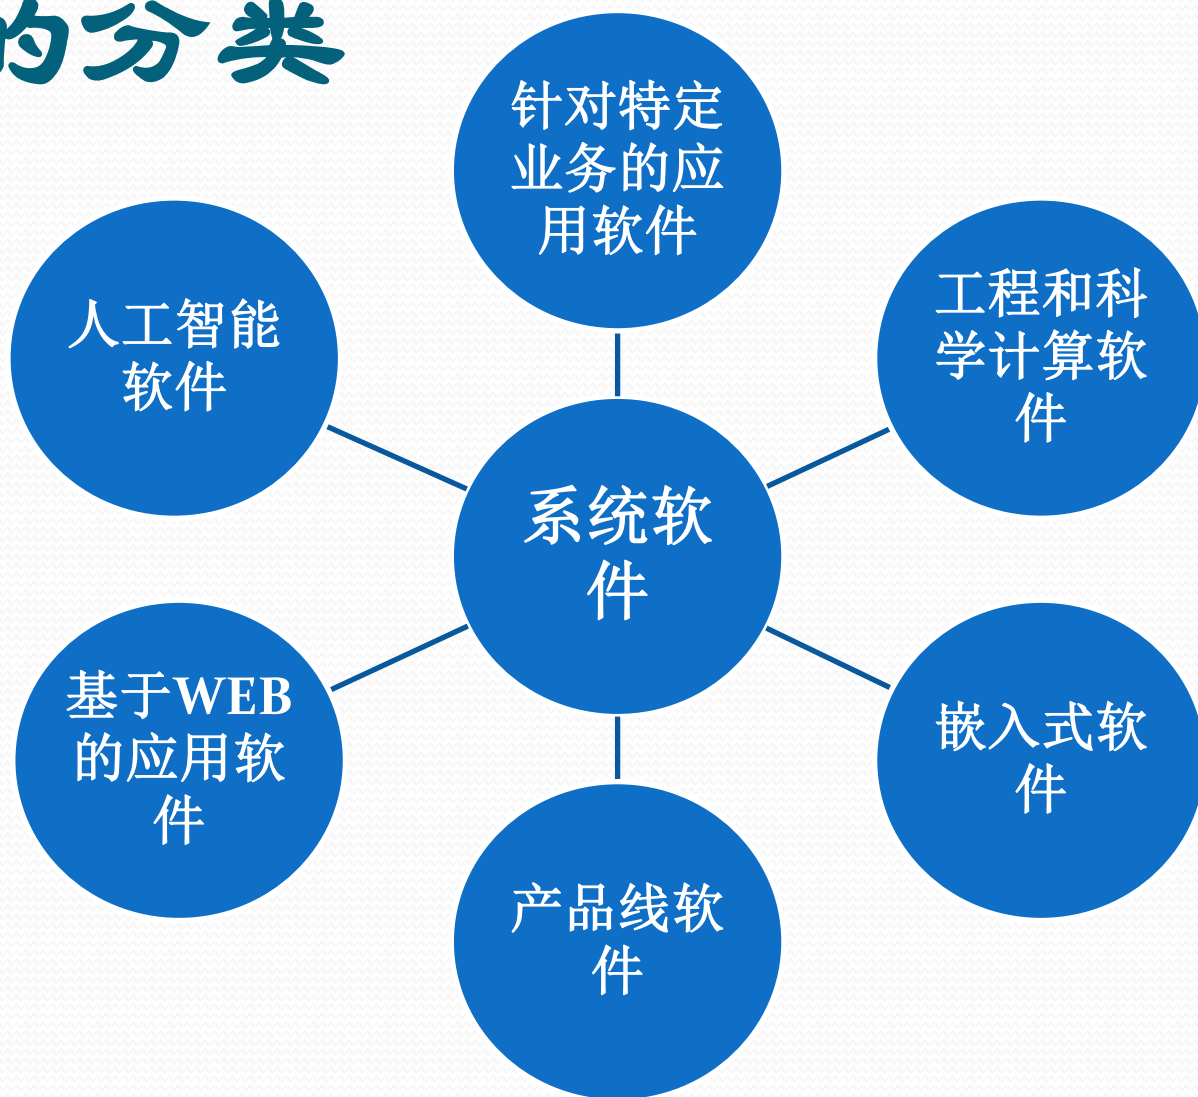 的分类
针对特定
业务的应
用软件
人工智能
软件
工程和科
学计算软
件
系统软
件
基于WEB
的应用软
件
嵌入式软
件
产品线软
件